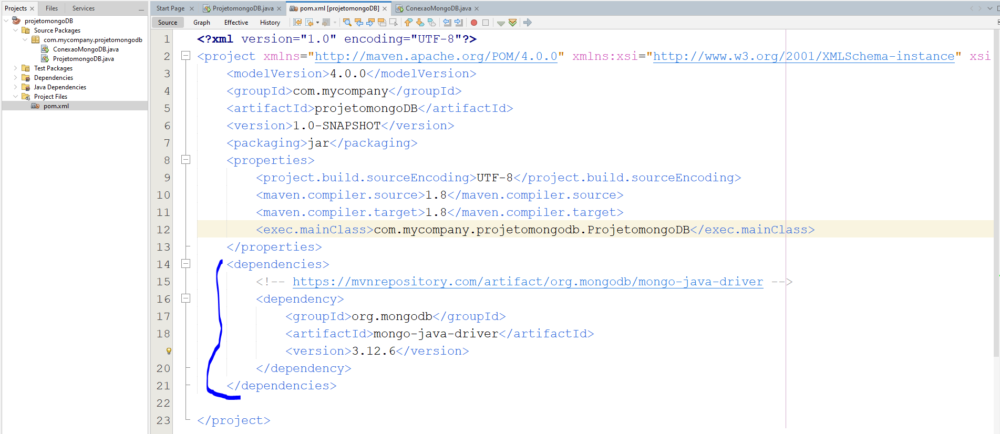 Projects
Files
Services
projetomongoDB
Source Packages
com.mycompany.projetomongodb
ConexaoMongoDB.java
ProjetomongoDB.java
Test Packages
Dependencies
Java Dependencies
Project Files
pom.xml
Start Page
ProjetomongoDB.java
pom.xml [projetomongoDB]
ConexaoMongoDB.java
Source
Graph
Effective
History
1 <?xml version="1.0" encoding="UTF-8"?>
2 <project xmlns="http://maven.apache.org/POM/4.0.0" xmlns:xsi="http://www.w3.org/2001/XMLSchema-instance" xsi
3 <modelVersion>4.0.0</modelVersion>
4 <groupId>com.mycompany</groupId>
5 <artifactId>projetomongoDB</artifactId>
6 <version>1.0-SNAPSHOT</version>
7 <packaging>jar</packaging>
8 <properties>
9 <project.build.sourceEncoding>UTF-8</project.build.sourceEncoding>
10 <maven.compiler.source>1.8</maven.compiler.source>
11 <maven.compiler.target>1.8</maven.compiler.target>
12 <exec.mainClass>com.mycompany.projetomongodb.ProjetomongoDB</exec.mainClass>
13 </properties>
14 <dependencies>
15 <!-- https://mvnrepository.com/artifact/org.mongodb/mongo-java-driver -->
16 <dependency>
17 <groupId>org.mongodb</groupId>
18 <artifactId>mongo-java-driver</artifactId>
<version>3.12.6</version>
20 </dependency>
21 </dependencies>
22
23 </project>